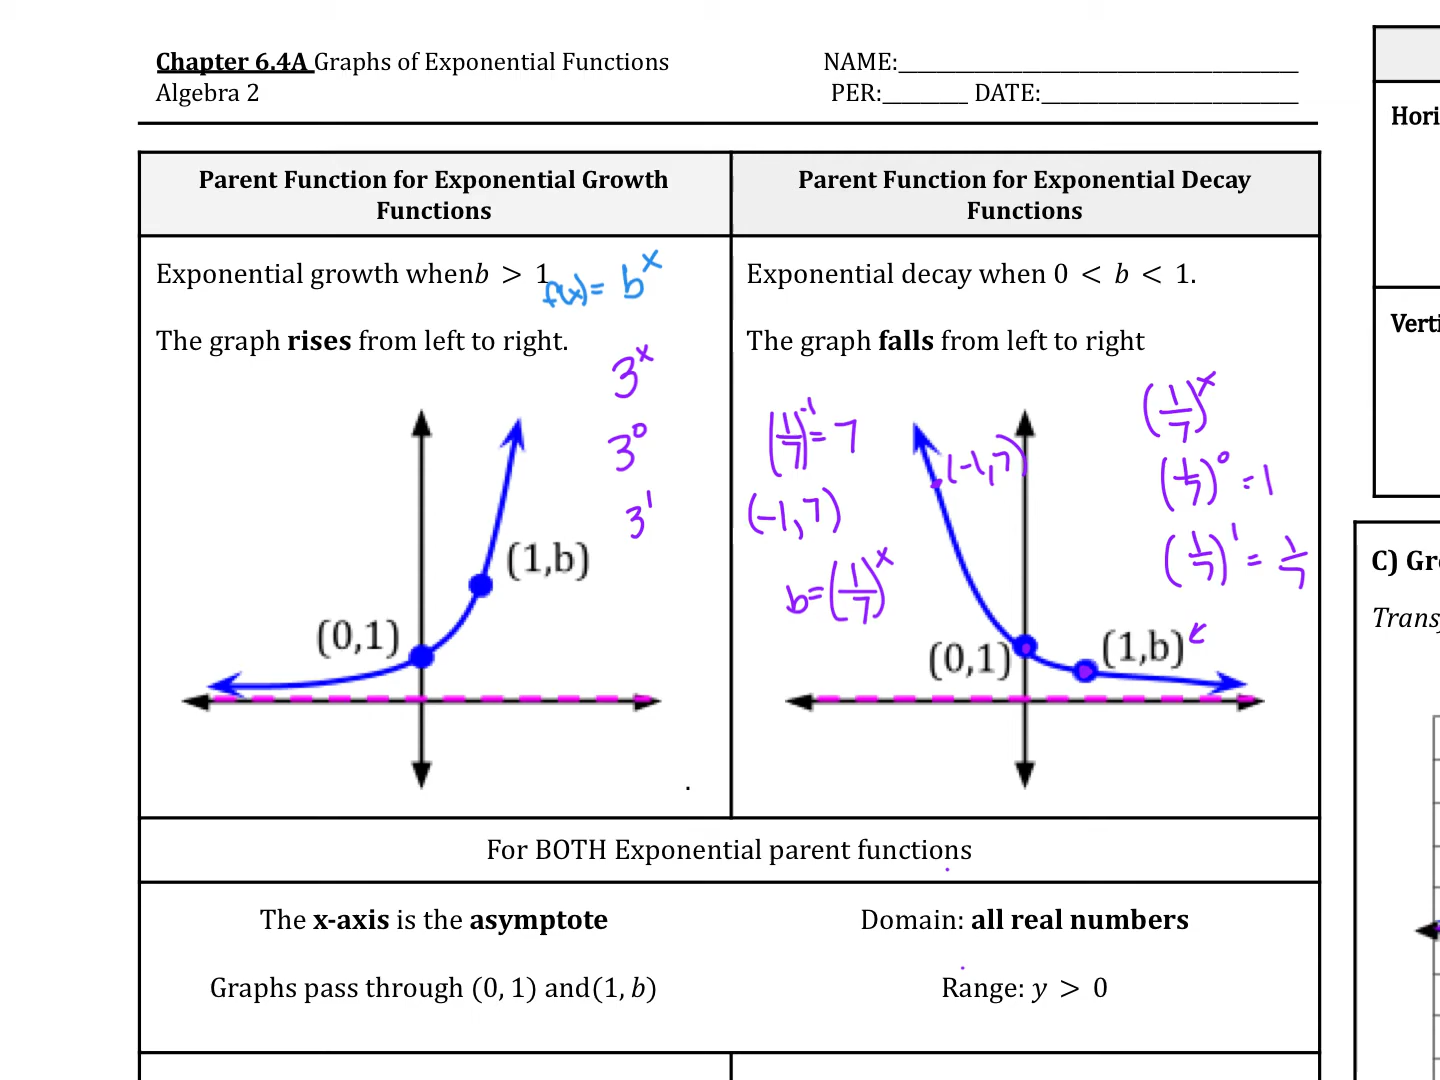 Chapter 6.4A Graphs of Exponential Functions
NAME:
Algebra 2
PER: DATE:
Parent Function for Exponential Growth
Functions
Exponential growth when b > 1
f(x) = b^x
The graph rises from left to right.
3^x
3^0
3^1
(1,b)
(0,1)
Parent Function for Exponential Decay
Functions
Exponential decay when 0 < b < 1.
The graph falls from left to right
(1/7)^-1 = 7
(-1,7)
b = (1/7)^x
(-1,7)
(1/7)^x
(1/7)^0 = 1
(1/7)^1 = 1/7
(0,1)
(1,b)
For BOTH Exponential parent functions
The x-axis is the asymptote
Graphs pass through (0, 1) and(1, b)
Domain: all real numbers
Range: y > 0
Hori
Verti
C) Gr
Trans